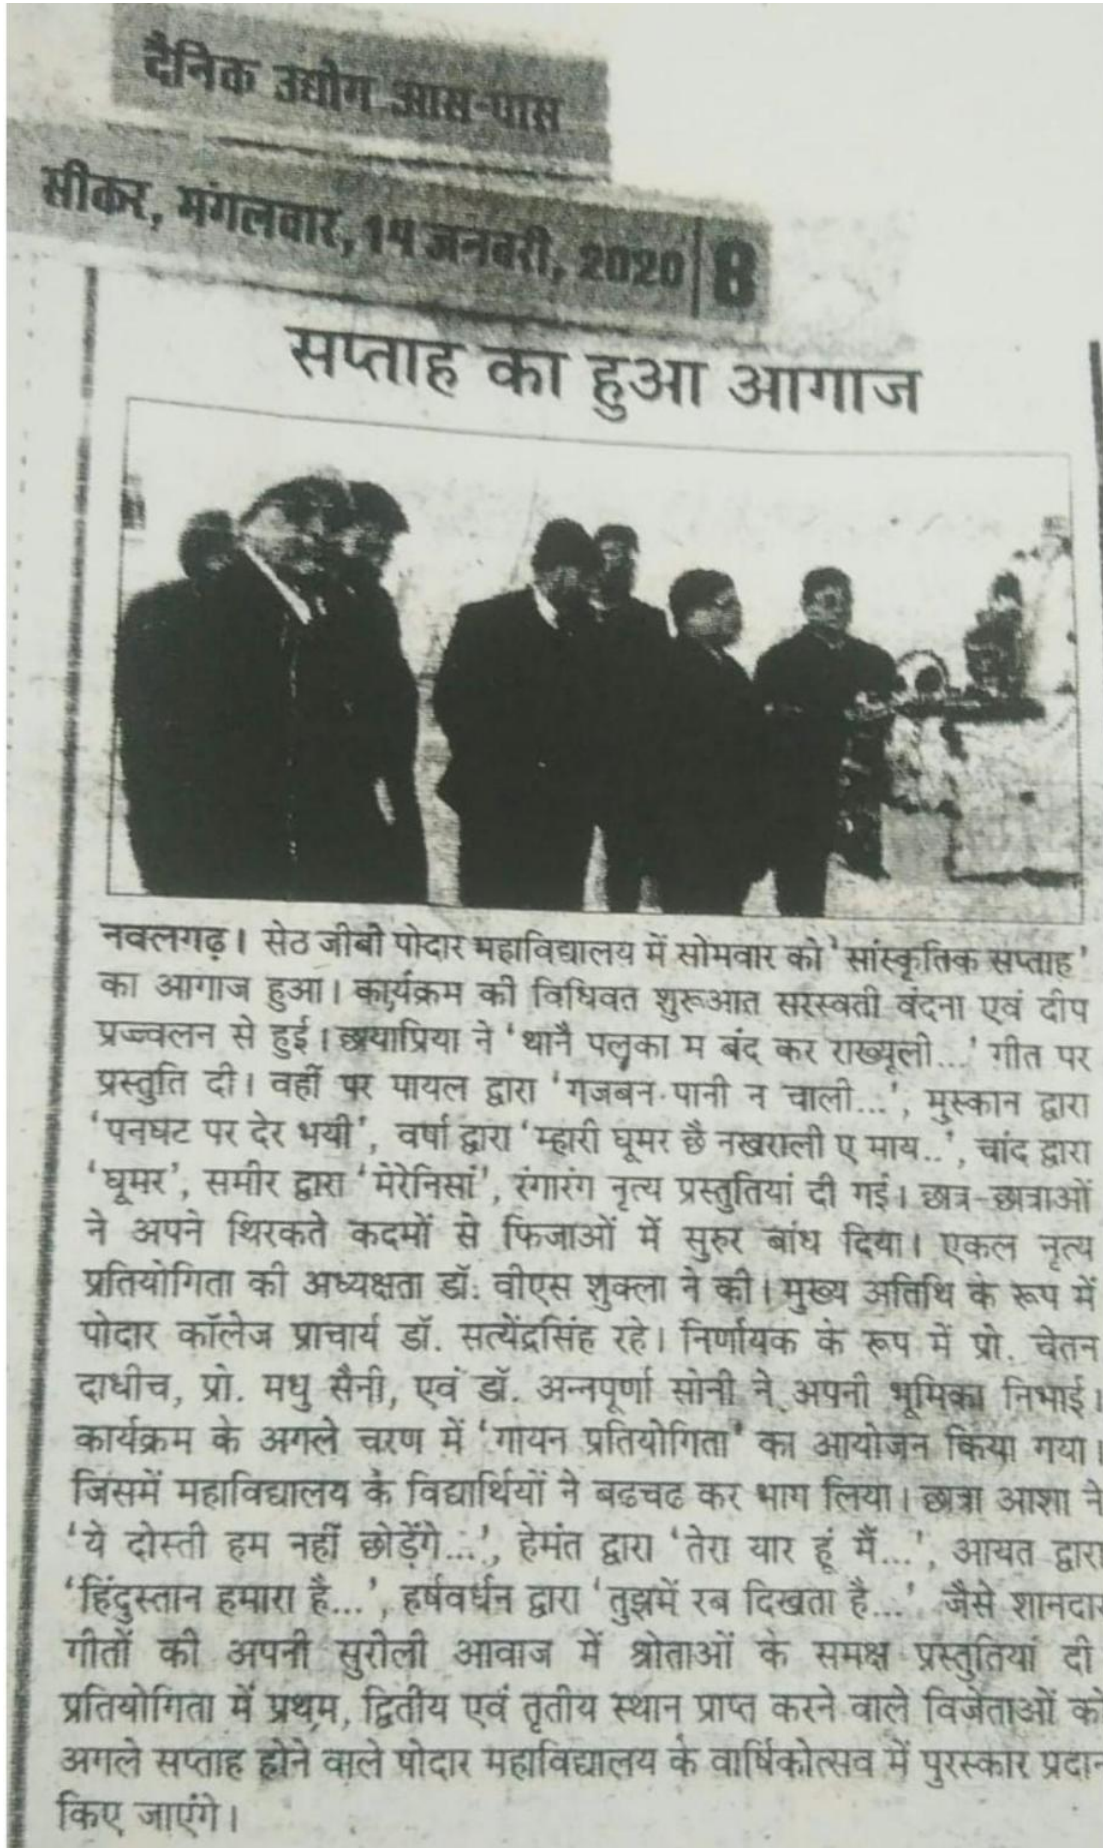 दैनिक उद्योग आस-पास
सीकर, मंगलवार, 14 जनवरी, 2020 | 8
सप्ताह का हुआ आगाज
नवलगढ़। सेठ जीबी पोदार महाविद्यालय में सोमवार को 'सांस्कृतिक सप्ताह'
का आगाज हुआ। कार्यक्रम की विधिवत शुरूआत सरस्वती वंदना एवं दीप
प्रज्ज्वलन से हुई। छायाप्रिया ने 'थानै पलका म बंद कर राख्यूली...' गीत पर
प्रस्तुति दी। वहीं पर पायल द्वारा 'गजबन पानी न चाली...', मुस्कान द्वारा
'पनघट पर देर भयी', वर्षा द्वारा 'म्हारी घूमर छै नखराली ए माय..', चांद द्वारा
'घूमर', समीर द्वारा 'मेरेनिसां', रंगारंग नृत्य प्रस्तुतियां दी गई। छात्र-छात्राओं
ने अपने थिरकते कदमों से फिजाओं में सुरुर बांध दिया। एकल नृत्य
प्रतियोगिता की अध्यक्षता डॉ. वीएस शुक्ला ने की। मुख्य अतिथि के रूप में
पोदार कॉलेज प्राचार्य डॉ. सत्येंद्रसिंह रहे। निर्णायक के रूप में प्रो. चेतन
दाधीच, प्रो. मधु सैनी, एवं डॉ. अन्नपूर्णा सोनी ने अपनी भूमिका निभाई।
कार्यक्रम के अगले चरण में 'गायन प्रतियोगिता' का आयोजन किया गया।
जिसमें महाविद्यालय के विद्यार्थियों ने बढचढ कर भाग लिया। छात्रा आशा ने
'ये दोस्ती हम नहीं छोड़ेंगे...', हेमंत द्वारा 'तेरा यार हूं मैं...', आयत द्वारा
'हिंदुस्तान हमारा है...', हर्षवर्धन द्वारा 'तुझमें रब दिखता है...' जैसे शानदार
गीतों की अपनी सुरीली आवाज में श्रोताओं के समक्ष प्रस्तुतियां दी
प्रतियोगिता में प्रथम, द्वितीय एवं तृतीय स्थान प्राप्त करने वाले विजेताओं को
अगले सप्ताह होने वाले पोदार महाविद्यालय के वार्षिकोत्सव में पुरस्कार प्रदान
किए जाएंगे।